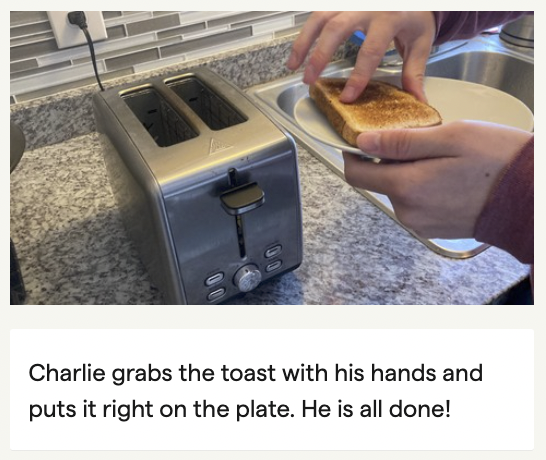 Charlie grabs the toast with his hands and
puts it right on the plate. He is all done!